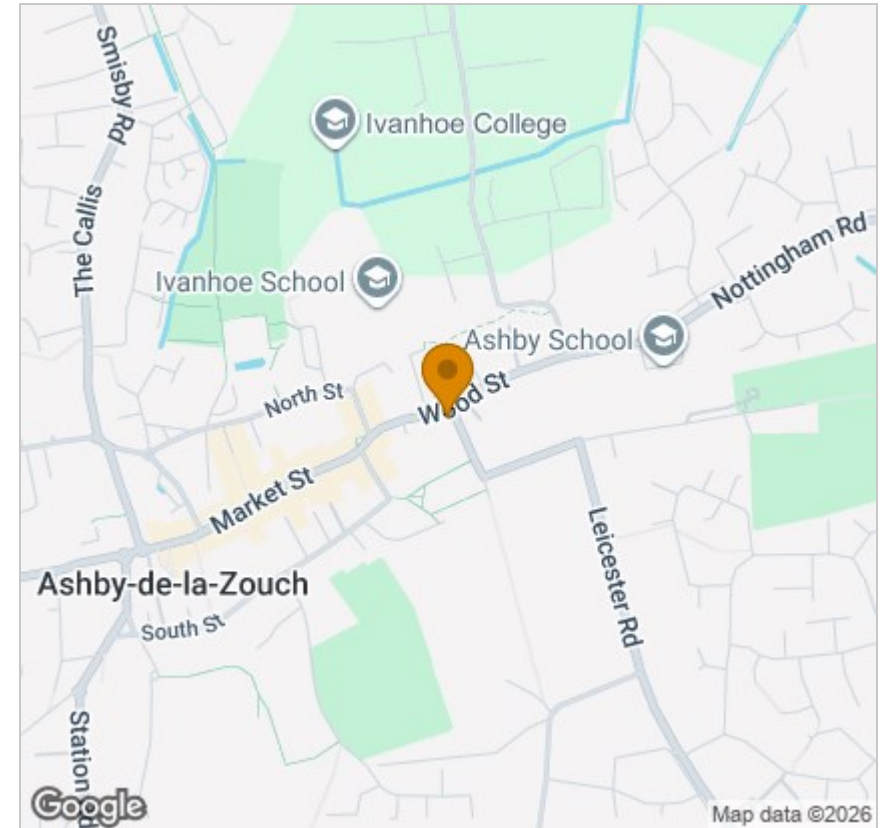 Smisby Rd
Ivanhoe College
The Callis
Nottingham Rd
Ivanhoe School
Ashby School
North St
Wood St
Market St
Leicester Rd
Ashby-de-la-Zouch
South St
Station Rd
Google
Map data ©2026